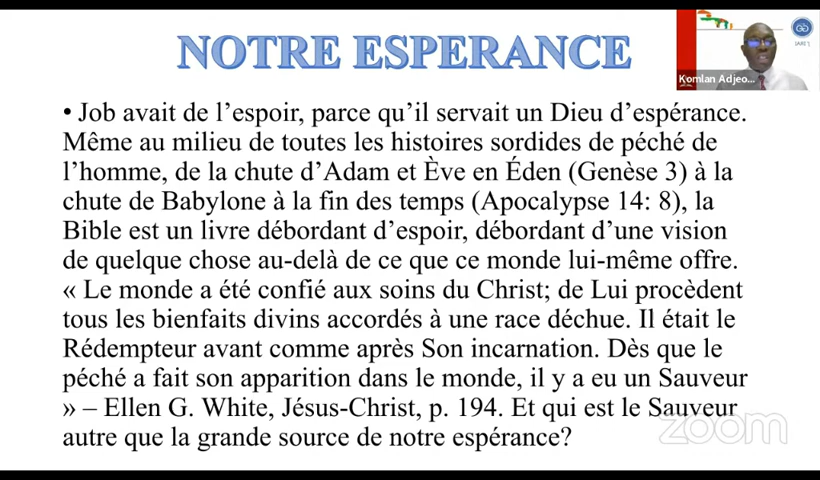 NOTRE ESPERANCE
• Job avait de l’espoir, parce qu’il servait un Dieu d’espérance.
Même au milieu de toutes les histoires sordides de péché de
l’homme, de la chute d’Adam et Ève en Éden (Genèse 3) à la
chute de Babylone à la fin des temps (Apocalypse 14: 8), la
Bible est un livre débordant d’espoir, débordant d’une vision
de quelque chose au-delà de ce que ce monde lui-même offre.
« Le monde a été confié aux soins du Christ; de Lui procèdent
tous les bienfaits divins accordés à une race déchue. Il était le
Rédempteur avant comme après Son incarnation. Dès que le
péché a fait son apparition dans le monde, il y a eu un Sauveur
» – Ellen G. White, Jésus-Christ, p. 194. Et qui est le Sauveur
autre que la grande source de notre espérance?
Komlan Adjeo...
zoom